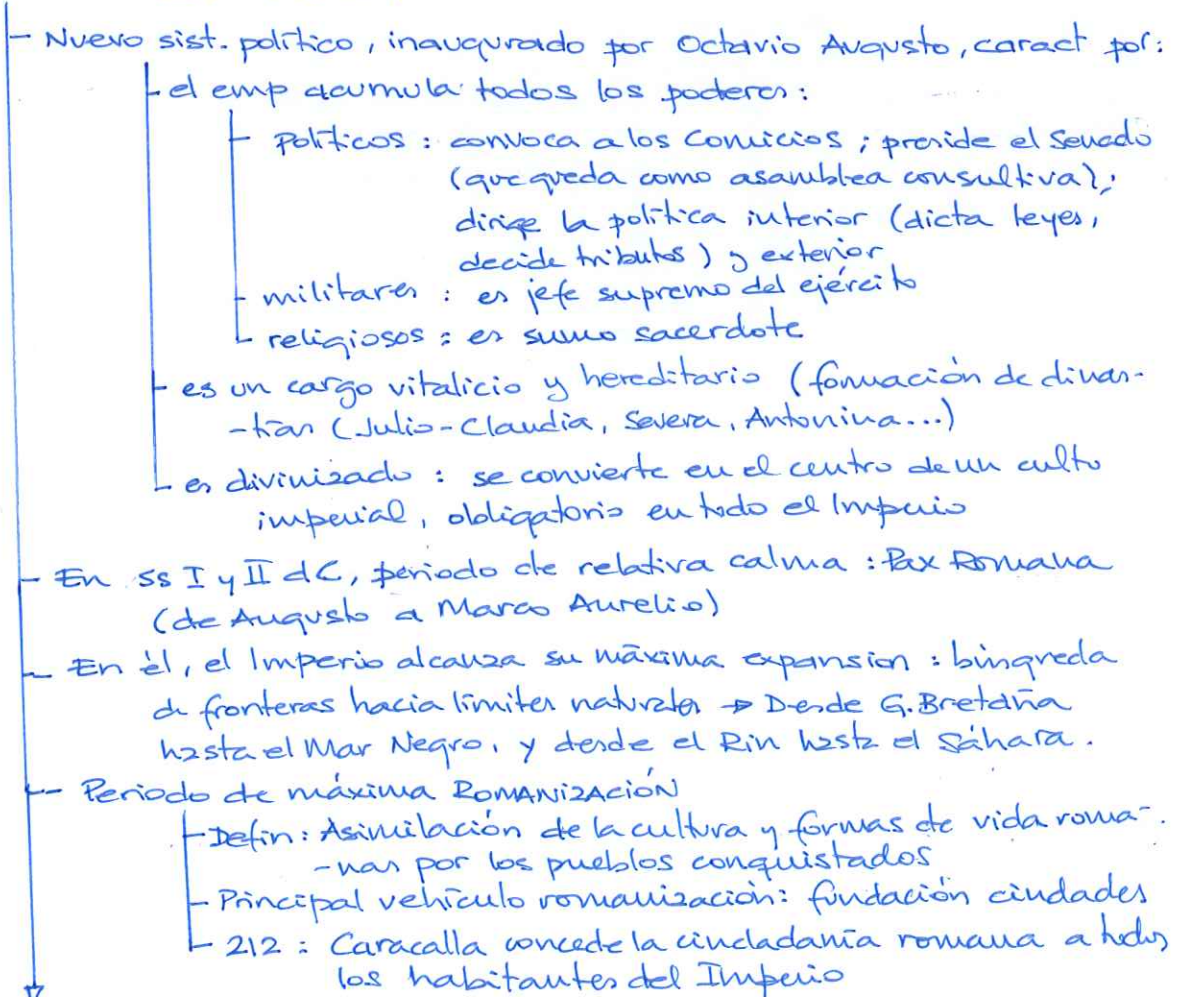 - Nuevo sist. político, inaugurado por Octavio Augusto, caract por:
- el emp acumula todos los poderes:
- Políticos: convoca a los Comicios; preside el Senado
(que queda como asamblea consultiva);
dirige la política interior (dicta leyes,
decide tributos) y exterior
- militares: es jefe supremo del ejército
- religiosos: es sumo sacerdote
- es un cargo vitalicio y hereditario (formación de dinas-
-tías (Julio-Claudia, Severa, Antonina...)
- es divinizado: se convierte en el centro de un culto
imperial, obligatorio en todo el Imperio
- En ss I y II dC, periodo de relativa calma: Pax Romana
(de Augusto a Marco Aurelio)
- En él, el Imperio alcanza su máxima expansion: búsqueda
de fronteras hacia límites naturales → Desde G.Bretaña
hasta el Mar Negro, y desde el Rin hasta el Sáhara.
- Periodo de máxima ROMANIZACIÓN
- Defin: Asimilación de la cultura y formas de vida roma-
-nas por los pueblos conquistados
- Principal vehículo romanización: fundación ciudades
- 212: Caracalla concede la ciudadanía romana a todos
los habitantes del Imperio